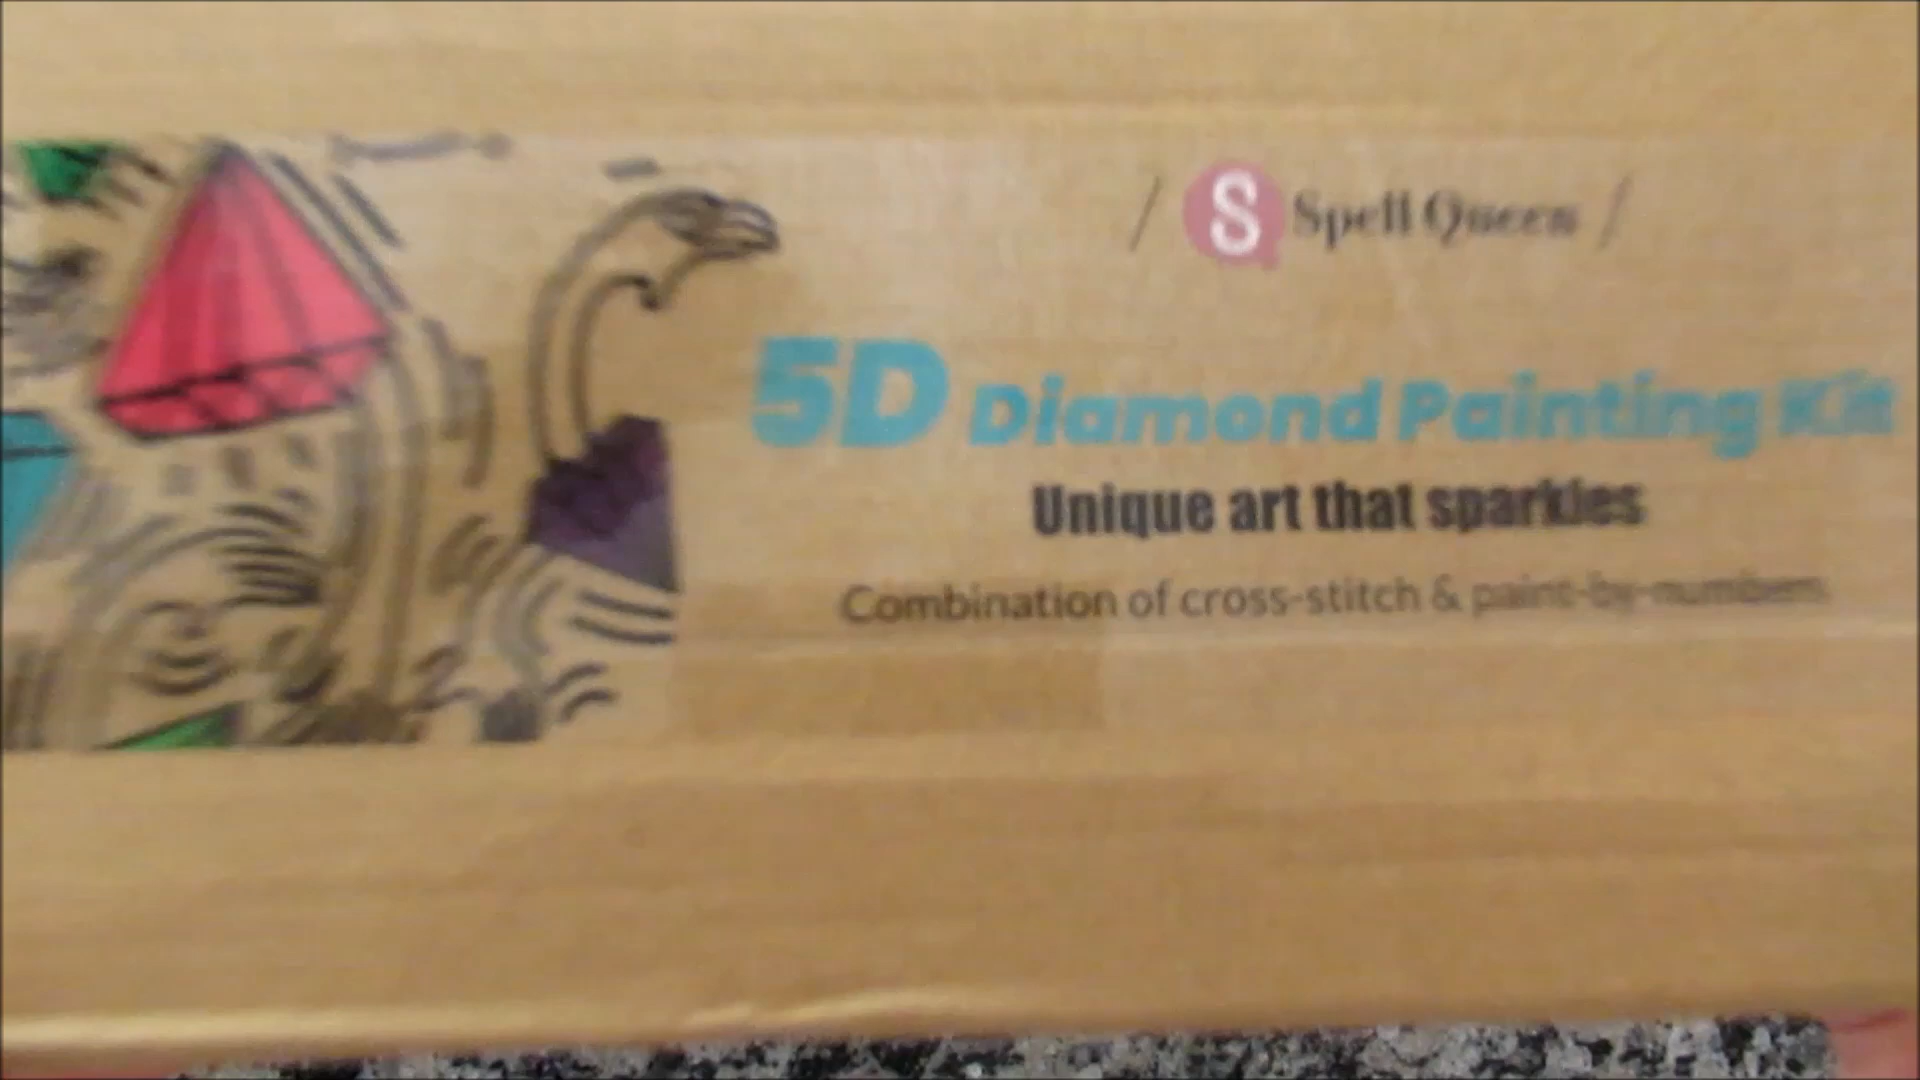 / S Spell Queen /
5D Diamond Painting Kit
Unique art that sparkles
Combination of cross-stitch & paint-by-numbers